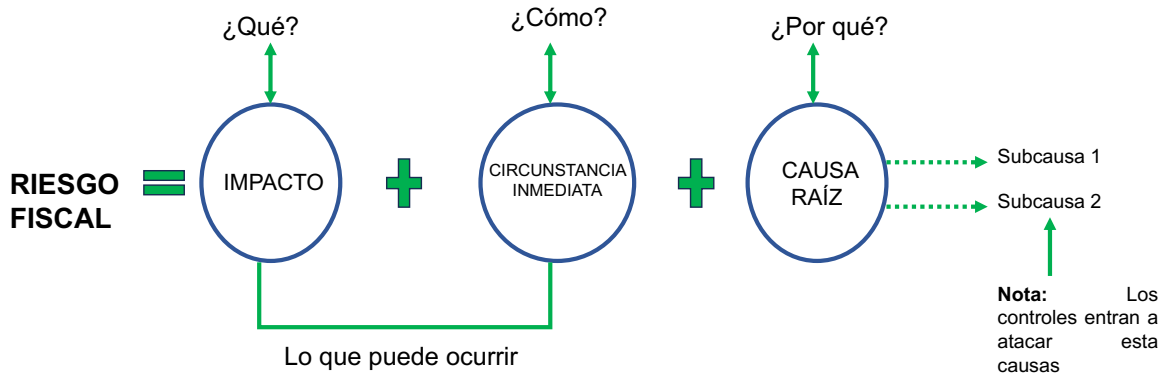 ¿Qué?
¿Cómo?
¿Por qué?
RIESGO
FISCAL
IMPACTO
CIRCUNSTANCIA
INMEDIATA
CAUSA
RAÍZ
Subcausa 1
Subcausa 2
Nota: Los
controles entran a
atacar esta
causas
Lo que puede ocurrir